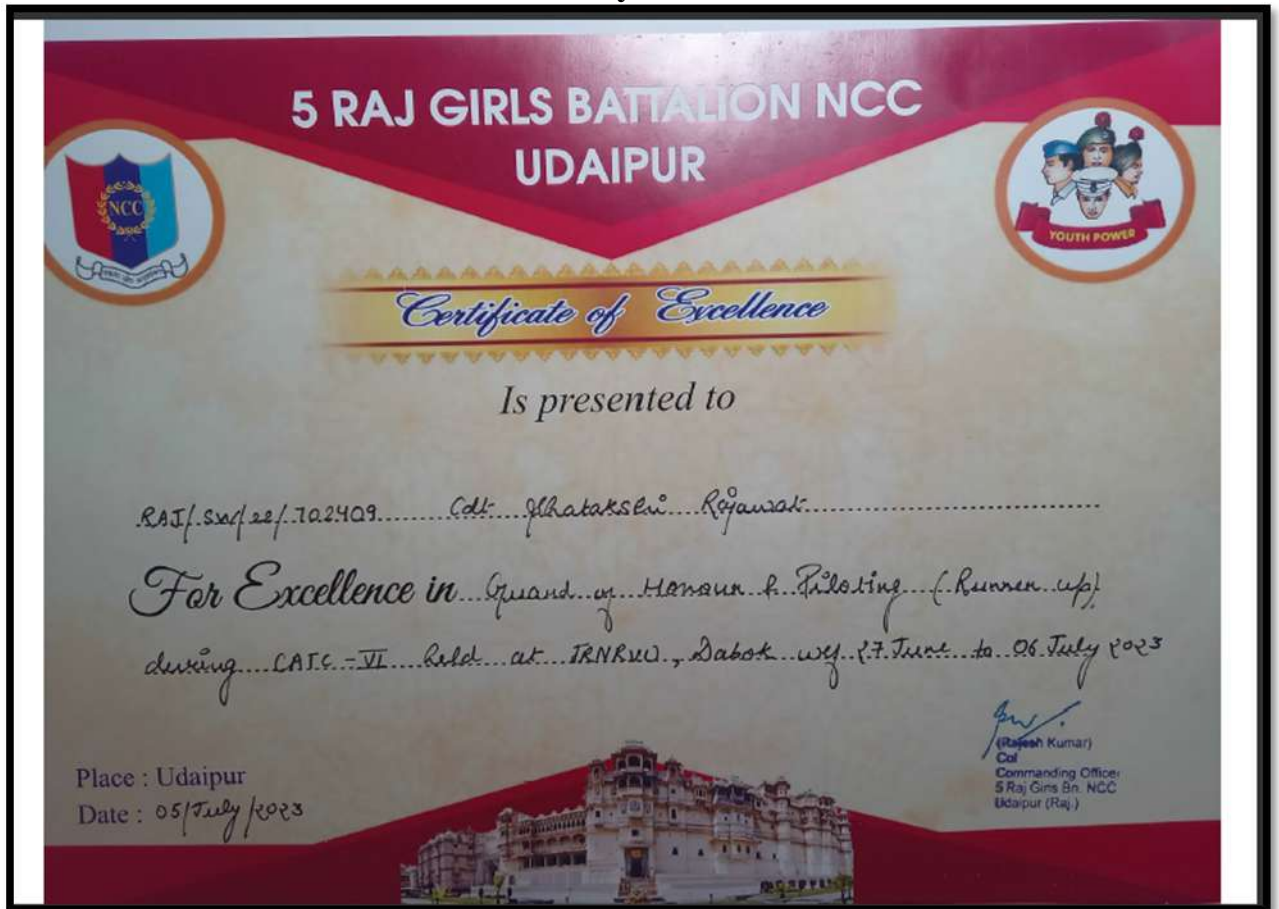 5 RAJ GIRLS BATTALION NCC
UDAIPUR
NCC
YOUTH POWER
Certificate of Excellence
Is presented to
RAJ/SW/22/702409 Cdt Rajawat
For Excellence in Guard of Honour & Piloting (Runner up)
during CATC-VI held at JRNRVU, Dabok wef 27 June to 06 July 2023
(Rajesh Kumar)
Col
Commanding Officer
5 Raj Girls Bn. NCC
Udaipur (Raj.)
Place : Udaipur
Date : 05/July/2023